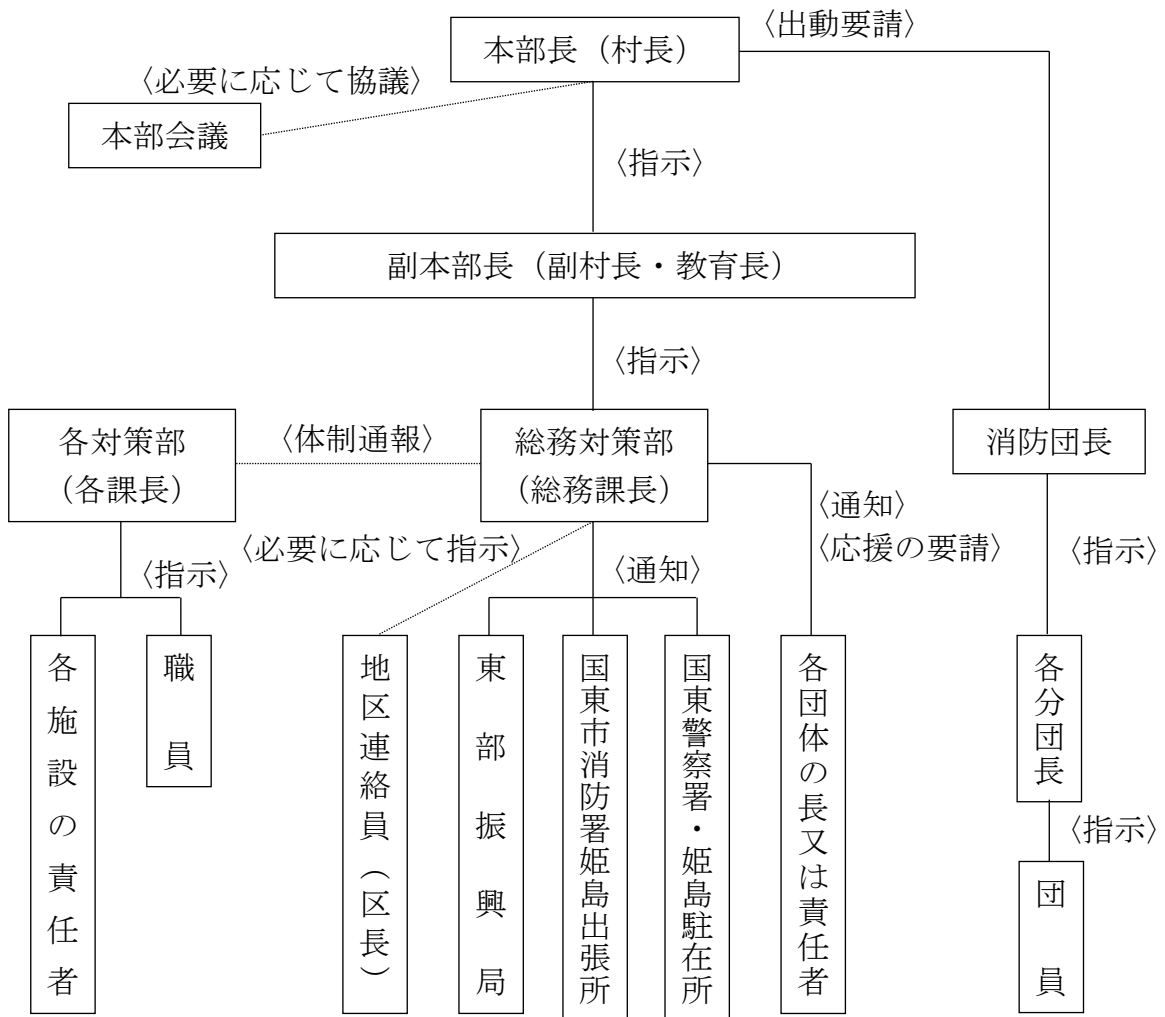 〈出動要請〉
本部長（村長）
〈必要に応じて協議〉
本部会議
〈指示〉
副本部長（副村長・教育長）
〈指示〉
各対策部
（各課長）
〈体制通報〉
総務対策部
（総務課長）
消防団長
〈必要に応じて指示〉
〈通知〉
〈応援の要請〉
〈指示〉
〈通知〉
〈指示〉
各施設の責任者
職員
地区連絡員（区長）
東部振興局
国東市消防署姫島出張所
国東警察署・姫島駐在所
各団体の長又は責任者
各分団長
〈指示〉
団員